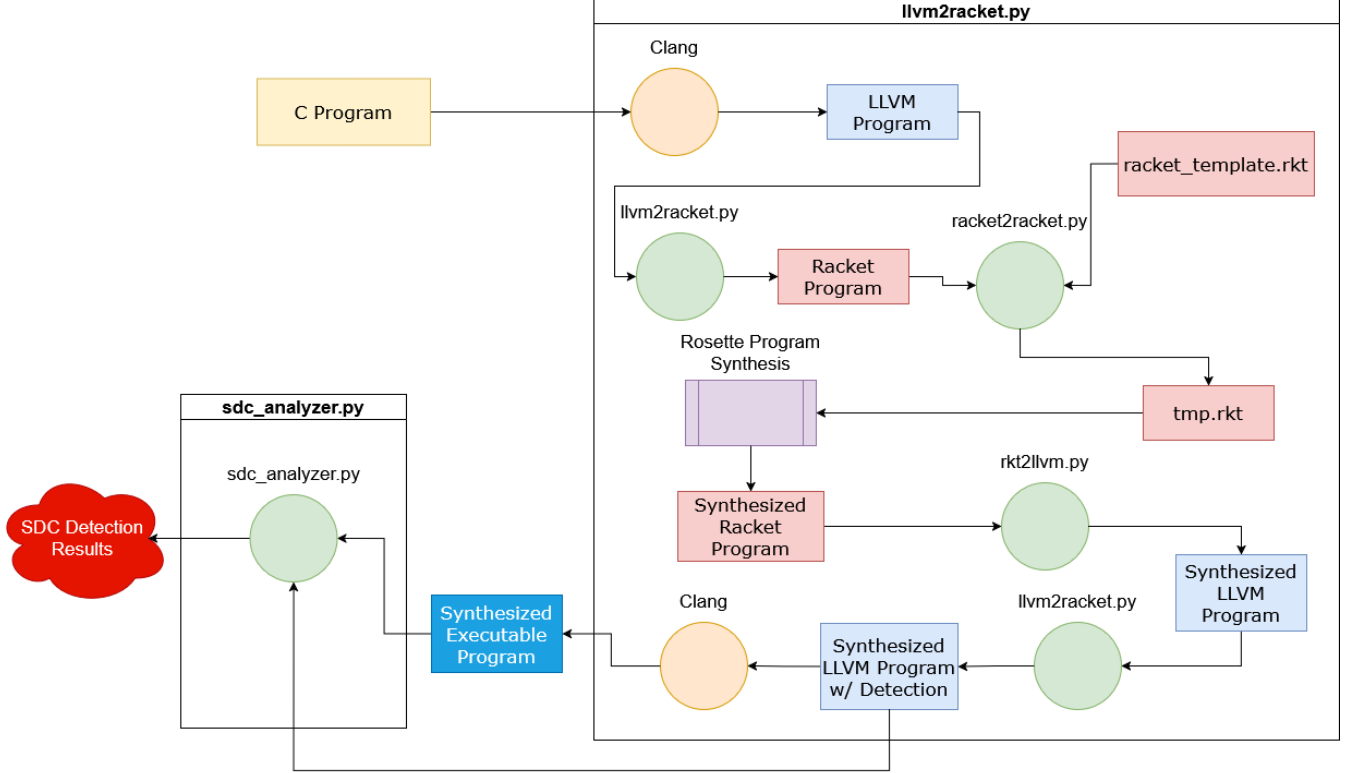 llvm2racket.py
Clang
C Program
LLVM
Program
racket_template.rkt
llvm2racket.py
racket2racket.py
Racket
Program
Rosette Program
Synthesis
tmp.rkt
sdc_analyzer.py
sdc_analyzer.py
rkt2llvm.py
Synthesized
Racket
Program
SDC Detection
Results
Synthesized
LLVM
Program
Clang
llvm2racket.py
Synthesized
Executable
Program
Synthesized
LLVM Program
w/ Detection